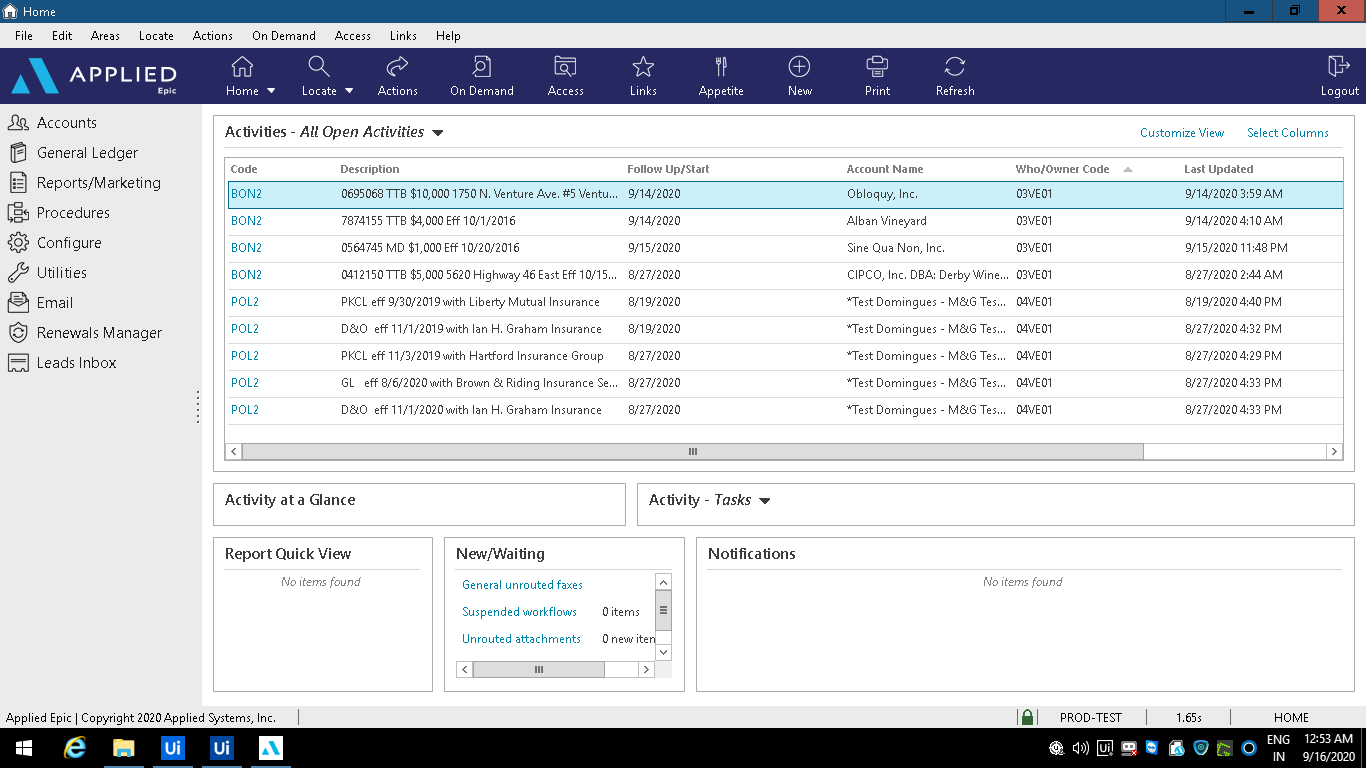 Home
File Edit Areas Locate Actions On Demand Access Links Help
APPLIED Epic Home Locate Actions On Demand Access Links Appetite New Print Refresh Logout
Accounts
General Ledger
Reports/Marketing
Procedures
Configure
Utilities
Email
Renewals Manager
Leads Inbox
Activities - All Open Activities Customize View Select Columns
Code Description Follow Up/Start Account Name Who/Owner Code Last Updated
BON2 0695068 TTB $10,000 1750 N. Venture Ave. #5 Ventu... 9/14/2020 Obloquy, Inc. 03VE01 9/14/2020 3:59 AM
BON2 7874155 TTB $4,000 Eff 10/1/2016 9/14/2020 Alban Vineyard 03VE01 9/14/2020 4:10 AM
BON2 0564745 MD $1,000 Eff 10/20/2016 9/15/2020 Sine Qua Non, Inc. 03VE01 9/15/2020 11:48 PM
BON2 0412150 TTB $5,000 5620 Highway 46 East Eff 10/15... 8/27/2020 CIPCO, Inc. DBA: Derby Wine... 03VE01 8/27/2020 2:44 AM
POL2 PKCL eff 9/30/2019 with Liberty Mutual Insurance 8/19/2020 *Test Domingues - M&G Tes... 04VE01 8/19/2020 4:40 PM
POL2 D&O eff 11/1/2019 with Ian H. Graham Insurance 8/19/2020 *Test Domingues - M&G Tes... 04VE01 8/27/2020 4:32 PM
POL2 PKCL eff 11/3/2019 with Hartford Insurance Group 8/27/2020 *Test Domingues - M&G Tes... 04VE01 8/27/2020 4:29 PM
POL2 GL eff 8/6/2020 with Brown & Riding Insurance Se... 8/27/2020 *Test Domingues - M&G Tes... 04VE01 8/27/2020 4:33 PM
POL2 D&O eff 11/1/2020 with Ian H. Graham Insurance 8/27/2020 *Test Domingues - M&G Tes... 04VE01 8/27/2020 4:33 PM
Activity at a Glance
Activity - Tasks
Report Quick View
No items found
New/Waiting
General unrouted faxes
Suspended workflows 0 items
Unrouted attachments 0 new iten
Notifications
No items found
Applied Epic | Copyright 2020 Applied Systems, Inc. PROD-TEST 1.65s HOME
Ui Ui Ui ENG 12:53 AM
IN 9/16/2020